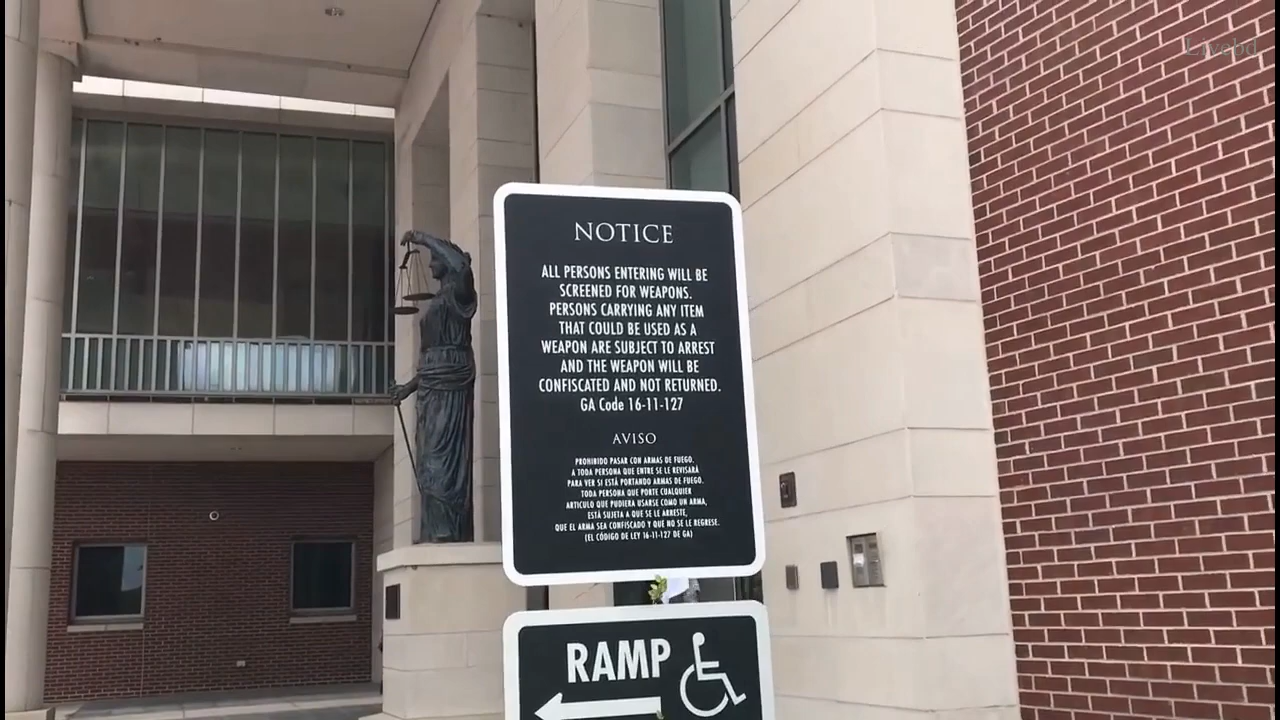 Livebd
NOTICE
ALL PERSONS ENTERING WILL BE
SCREENED FOR WEAPONS.
PERSONS CARRYING ANY ITEM
THAT COULD BE USED AS A
WEAPON ARE SUBJECT TO ARREST
AND THE WEAPON WILL BE
CONFISCATED AND NOT RETURNED.
GA Code 16-11-127
AVISO
PROHIBIDO PASAR CON ARMAS DE FUEGO.
A TODA PERSONA QUE ENTRE SE LE REVISARÁ
PARA VER SI ESTÁ PORTANDO ARMAS DE FUEGO.
TODA PERSONA QUE PORTE CUALQUIER
ARTICULO QUE PUDIERA USARSE COMO UN ARMA,
ESTÁ SUJETA A QUE SE LE ARRESTE,
QUE EL ARMA SEA CONFISCADO Y QUE NO SE LE REGRESE.
(EL CÓDIGO DE LEY 16-11-127 DE GA)
RAMP